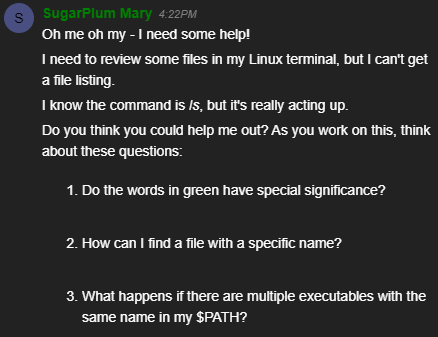 S SugarPlum Mary 4:22PM
Oh me oh my - I need some help!
I need to review some files in my Linux terminal, but I can't get
a file listing.
I know the command is ls, but it's really acting up.
Do you think you could help me out? As you work on this, think
about these questions:
1. Do the words in green have special significance?
2. How can I find a file with a specific name?
3. What happens if there are multiple executables with the
same name in my $PATH?